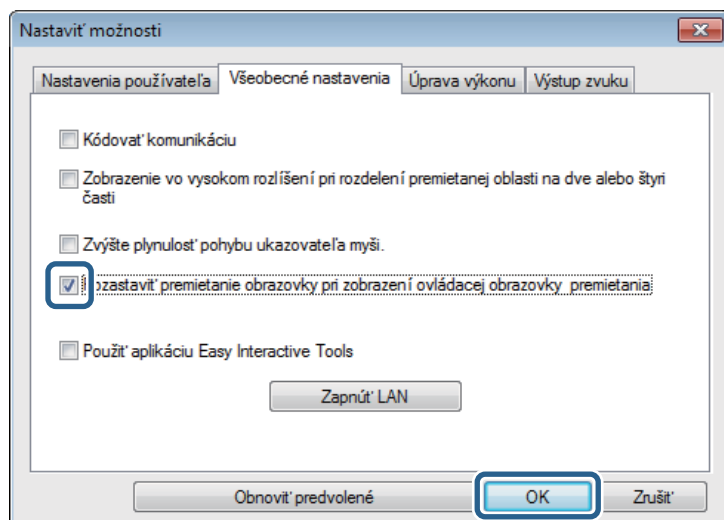 Nastaviť možnosti
Nastavenia používateľa Všeobecné nastavenia Úprava výkonu Výstup zvuku
Kódovať komunikáciu
Zobrazenie vo vysokom rozlíšení pri rozdelení premietanej oblasti na dve alebo štyri
časti
Zvýšte plynulosť pohybu ukazovateľa myši.
ozastaviť premietanie obrazovky pri zobrazení ovládacej obrazovky premietania
Použiť aplikáciu Easy Interactive Tools
Zapnúť LAN
Obnoviť predvolené OK Zrušiť